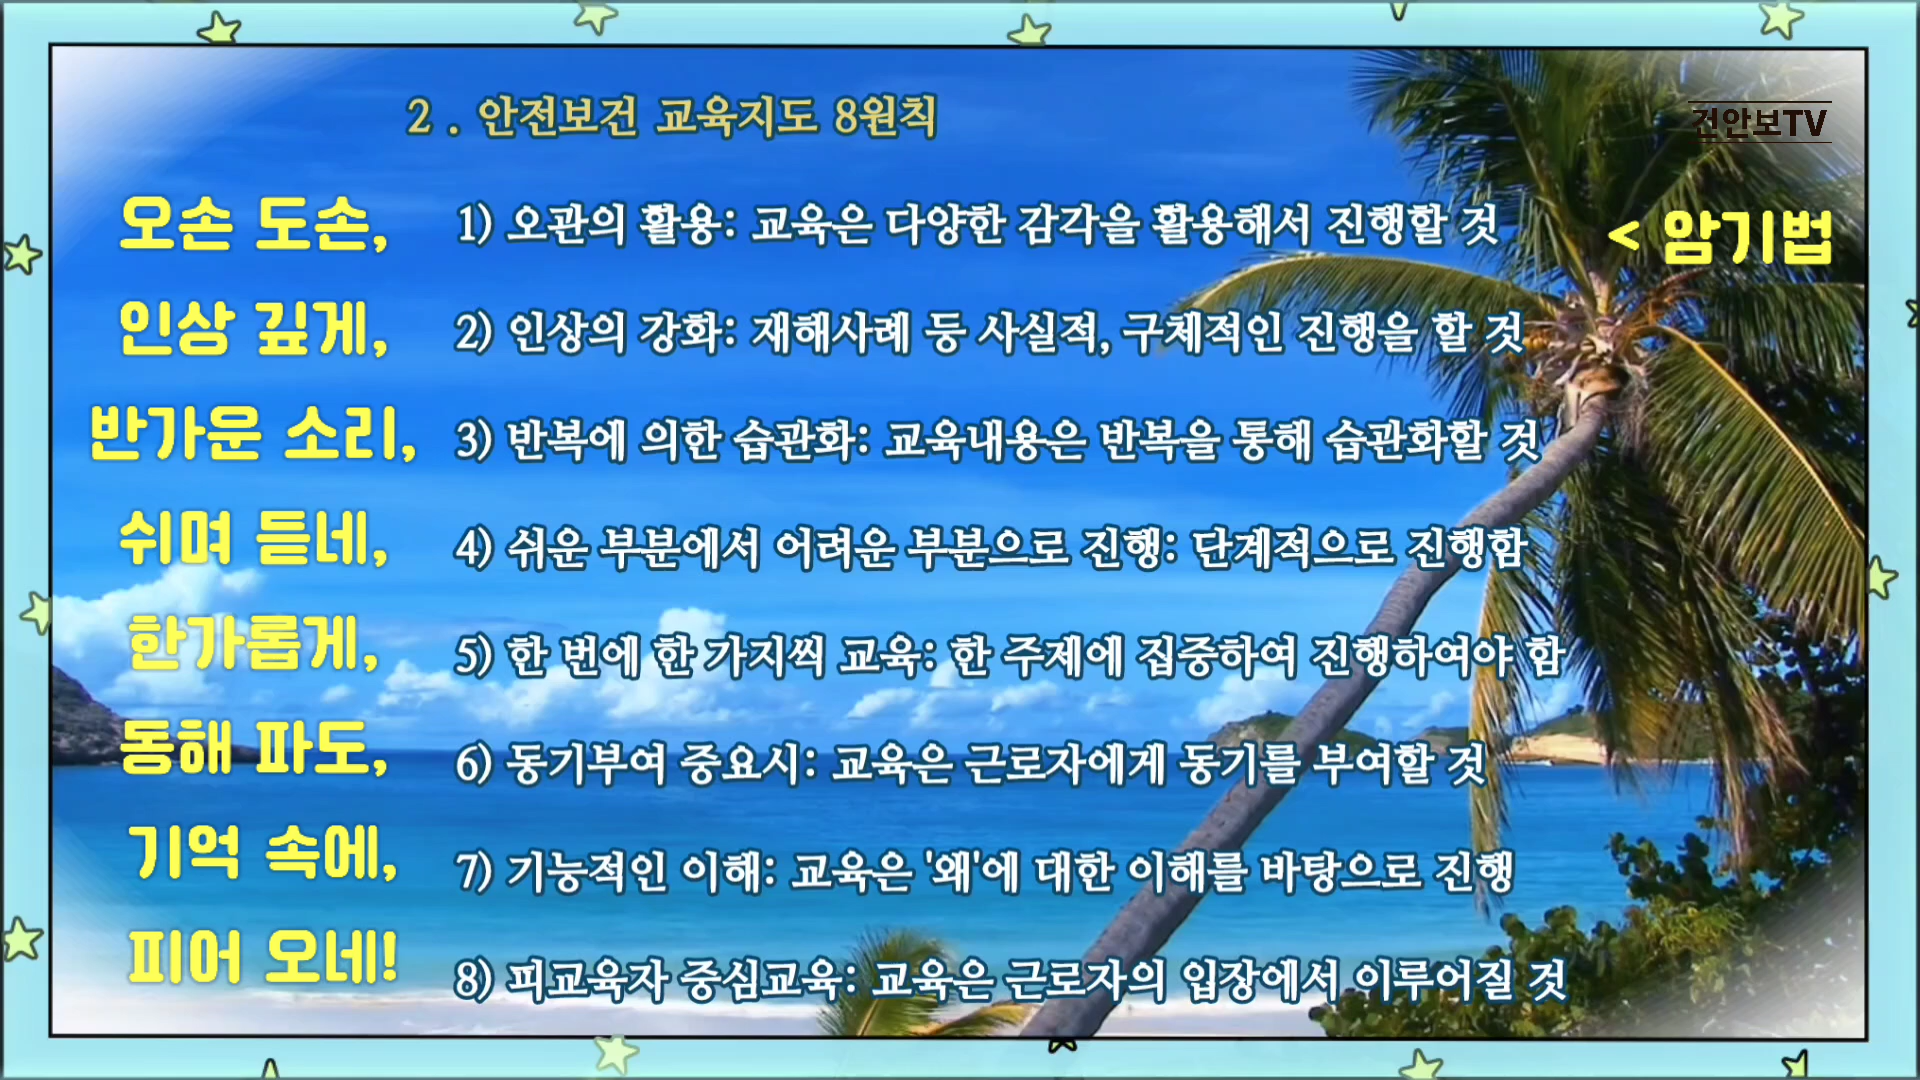 2 . 안전보건 교육지도 8원칙
건안보TV
< 암기법
오손 도손, 1) 오관의 활용: 교육은 다양한 감각을 활용해서 진행할 것
인상 깊게, 2) 인상의 강화: 재해사례 등 사실적, 구체적인 진행을 할 것
반가운 소리, 3) 반복에 의한 습관화: 교육내용은 반복을 통해 습관화할 것
쉬며 듣네, 4) 쉬운 부분에서 어려운 부분으로 진행: 단계적으로 진행함
한가롭게, 5) 한 번에 한 가지씩 교육: 한 주제에 집중하여 진행하여야 함
동해 파도, 6) 동기부여 중요시: 교육은 근로자에게 동기를 부여할 것
기억 속에, 7) 기능적인 이해: 교육은 '왜'에 대한 이해를 바탕으로 진행
피어 오네! 8) 피교육자 중심교육: 교육은 근로자의 입장에서 이루어질 것